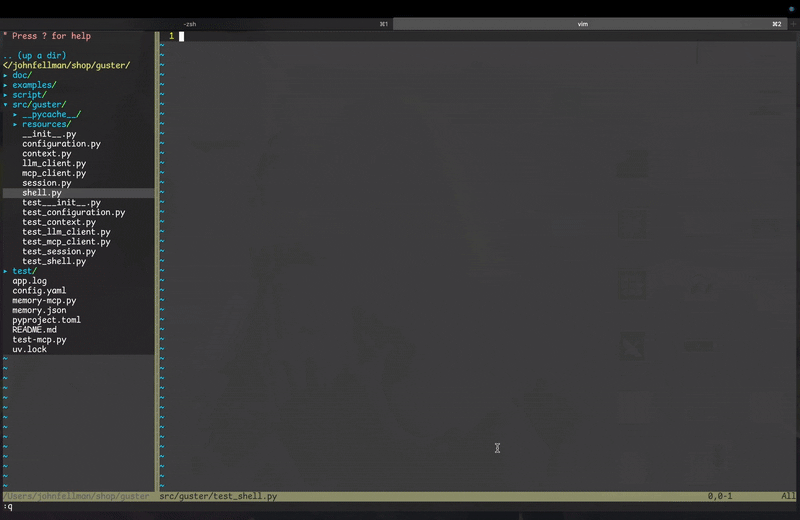 -zsh ⌘1 vim ⌘2
" Press ? for help 1
.. (up a dir)
</johnfellman/shop/guster/
▸ doc/
▸ examples/
▸ script/
▾ src/guster/
▸ __pycache__/
▸ resources/
__init__.py
configuration.py
context.py
llm_client.py
mcp_client.py
session.py
shell.py
test___init__.py
test_configuration.py
test_context.py
test_llm_client.py
test_mcp_client.py
test_session.py
test_shell.py
▸ test/
app.log
config.yaml
memory-mcp.py
memory.json
pyproject.toml
README.md
test-mcp.py
uv.lock
/Users/johnfellman/shop/guster src/guster/test_shell.py 0,0-1 All
:q